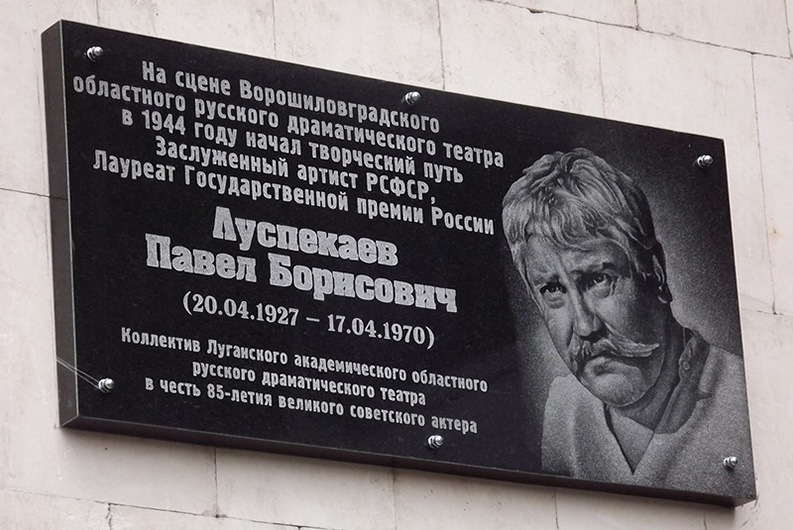 На сцене Ворошиловградского
областного русского драматического театра
в 1944 году начал творческий путь
Заслуженный артист РСФСР,
Лауреат Государственной премии России
Луспекаев
Павел Борисович
(20.04.1927 – 17.04.1970)
Коллектив Луганского академического областного
русского драматического театра
в честь 85-летия великого советского актера